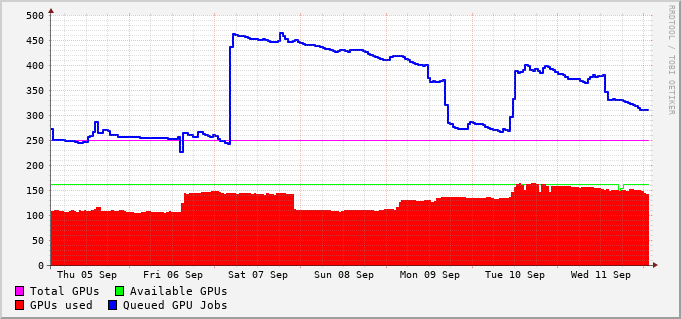 500
450
400
350
300
250
200
150
100
50
0
Thu 05 Sep Fri 06 Sep Sat 07 Sep Sun 08 Sep Mon 09 Sep Tue 10 Sep Wed 11 Sep
Total GPUs Available GPUs
GPUs used Queued GPU Jobs
RRDTOOL / TOBI OETIKER